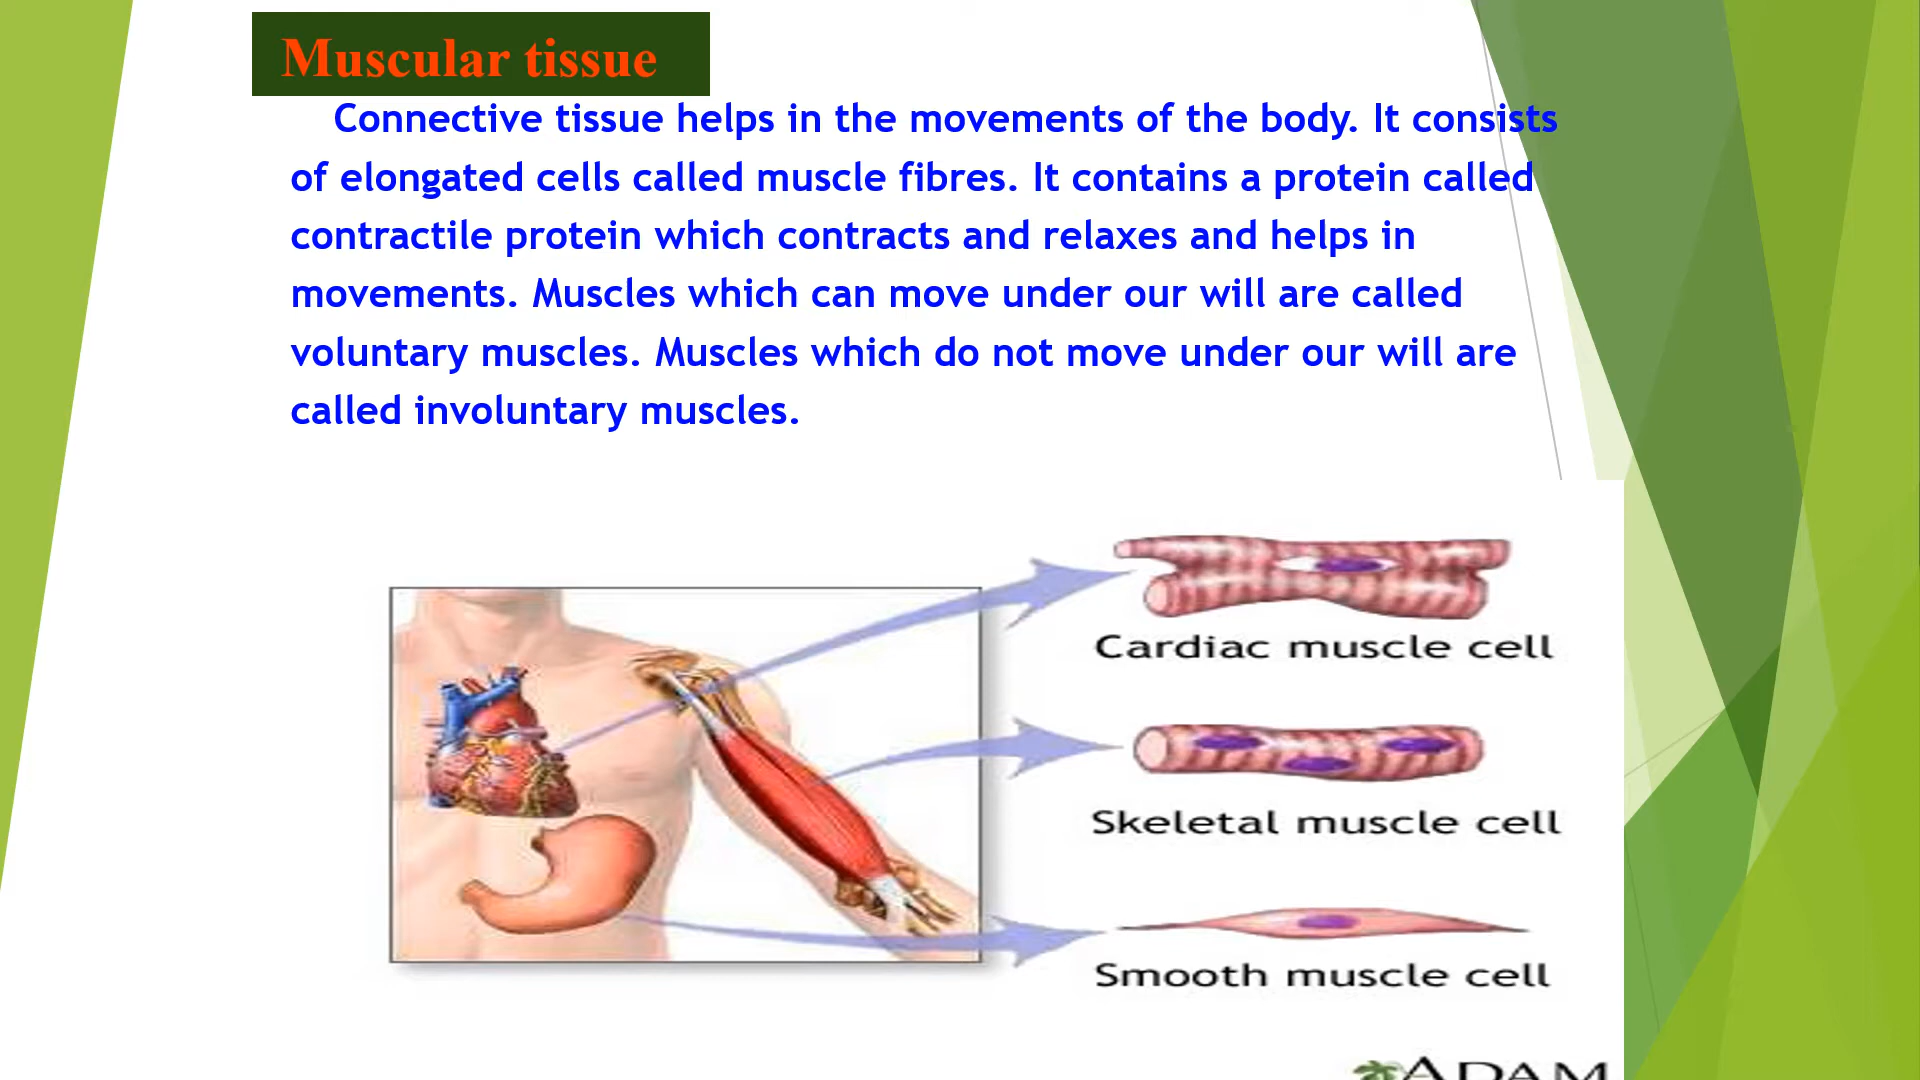 Muscular tissue
Connective tissue helps in the movements of the body. It consists
of elongated cells called muscle fibres. It contains a protein called
contractile protein which contracts and relaxes and helps in
movements. Muscles which can move under our will are called
voluntary muscles. Muscles which do not move under our will are
called involuntary muscles.
Cardiac muscle cell
Skeletal muscle cell
Smooth muscle cell
ADAM